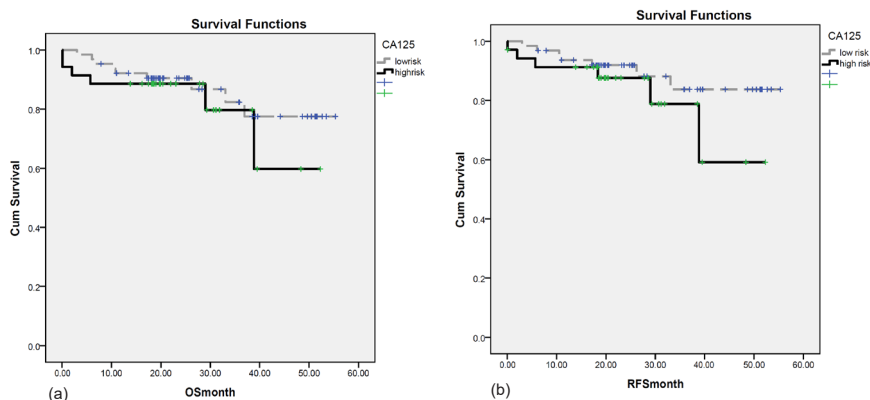 Survival Functions
CA125
lowrisk
highrisk
Cum Survival
1.0
0.8
0.6
0.4
0.2
0.0
0.00 10.00 20.00 30.00 40.00 50.00 60.00
OSmonth
(a)
Survival Functions
CA125
low risk
high risk
Cum Survival
1.0
0.8
0.6
0.4
0.2
0.0
0.00 10.00 20.00 30.00 40.00 50.00 60.00
RFSmonth
(b)